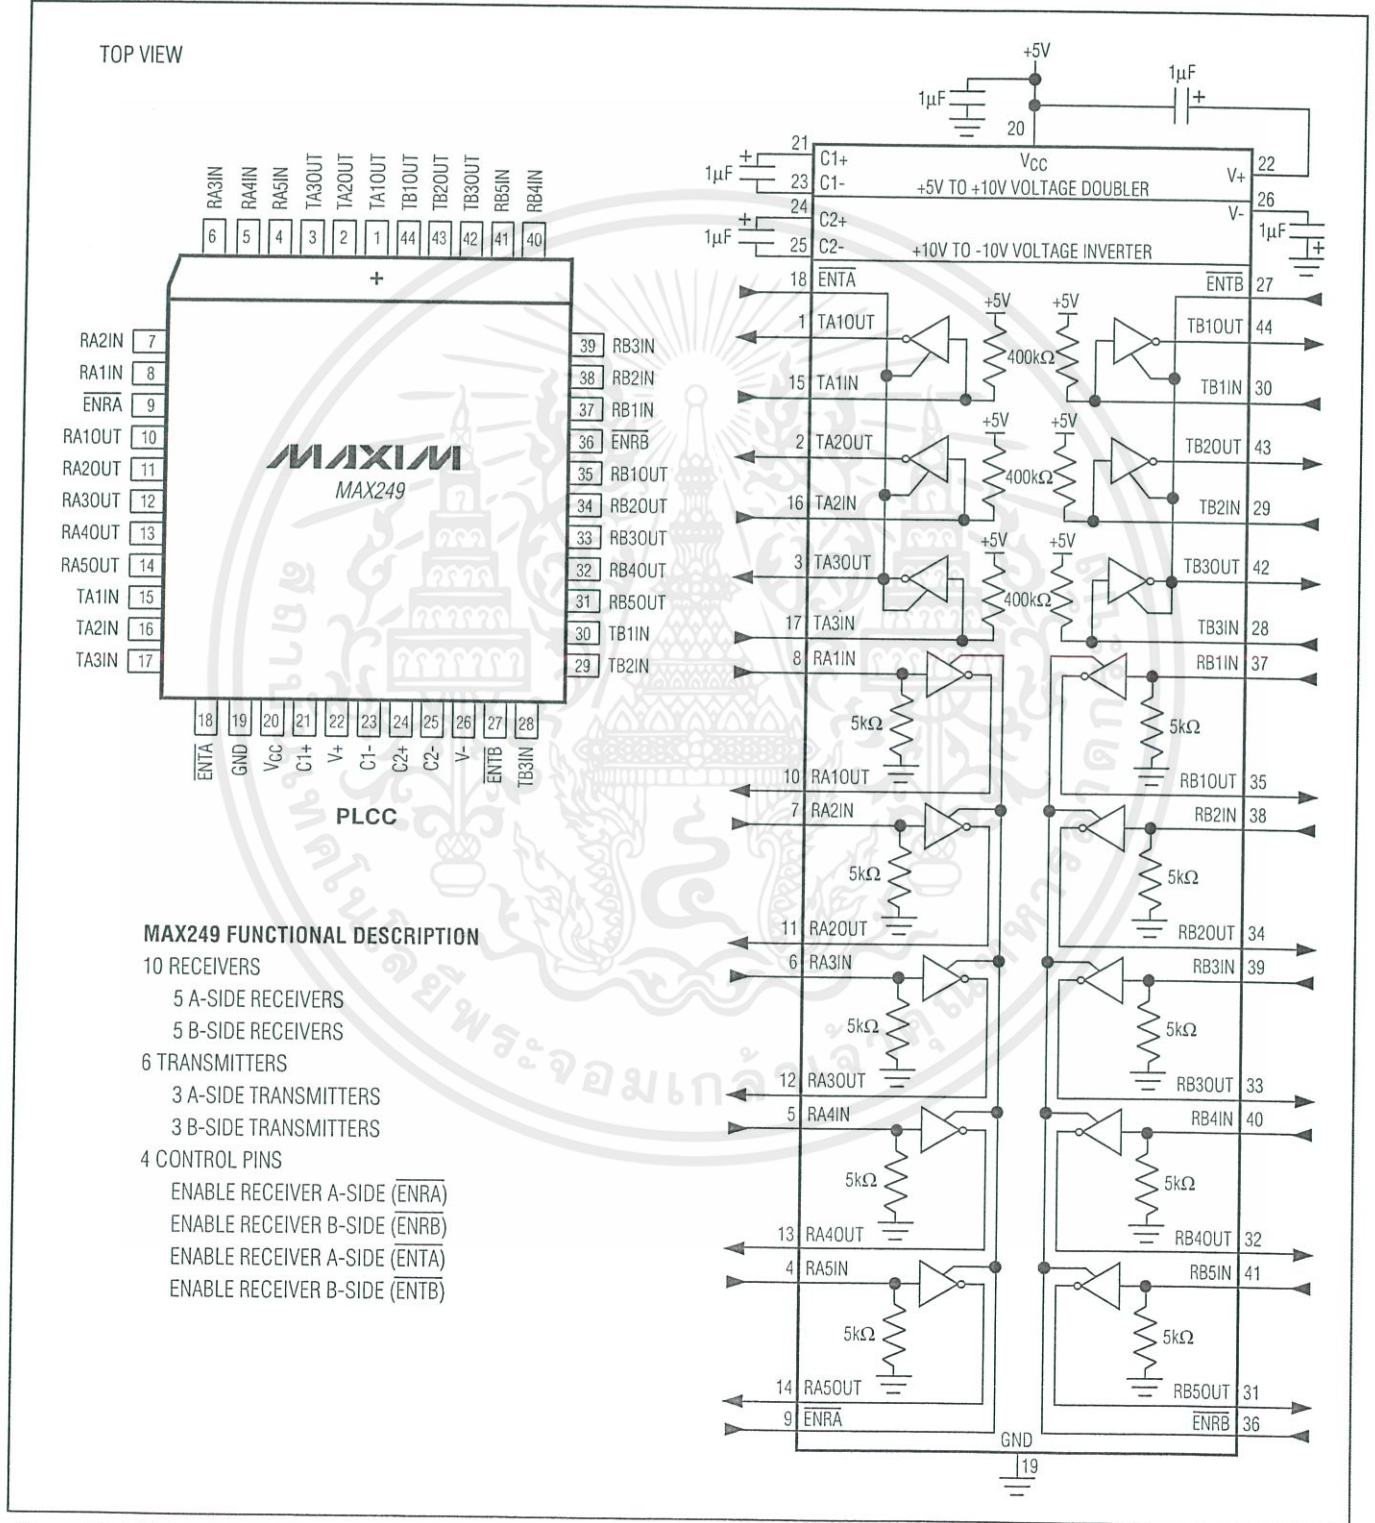 TOP VIEW
RA3IN
RA4IN
RA5IN
TA3OUT
TA2OUT
TA1OUT
TB1OUT
TB2OUT
TB3OUT
RB5IN
RB4IN
6 5 4 3 2 1 44 43 42 41 40
+
RA2IN 7
RA1IN 8
ENRA 9
RA1OUT 10
RA2OUT 11
RA3OUT 12
RA4OUT 13
RA5OUT 14
TA1IN 15
TA2IN 16
TA3IN 17
MAXIM
MAX249
39 RB3IN
38 RB2IN
37 RB1IN
36 ENRB
35 RB1OUT
34 RB2OUT
33 RB3OUT
32 RB4OUT
31 RB5OUT
30 TB1IN
29 TB2IN
18 19 20 21 22 23 24 25 26 27 28
ENTA
GND
VCC
C1+
V+
C1-
C2+
C2-
V-
ENTB
TB3IN
PLCC
MAX249 FUNCTIONAL DESCRIPTION
10 RECEIVERS
5 A-SIDE RECEIVERS
5 B-SIDE RECEIVERS
6 TRANSMITTERS
3 A-SIDE TRANSMITTERS
3 B-SIDE TRANSMITTERS
4 CONTROL PINS
ENABLE RECEIVER A-SIDE (ENRA)
ENABLE RECEIVER B-SIDE (ENRB)
ENABLE RECEIVER A-SIDE (ENTA)
ENABLE RECEIVER B-SIDE (ENTB)
+5V
1µF
1µF +
20
VCC
21 C1+
+ 1µF
23 C1-
+5V TO +10V VOLTAGE DOUBLER
V+ 22
24 C2+
+ 1µF
25 C2-
+10V TO -10V VOLTAGE INVERTER
V- 26
1µF +
18 ENTA
ENTB 27
+5V +5V
1 TA1OUT
TB1OUT 44
400kΩ
15 TA1IN
TB1IN 30
+5V +5V
2 TA2OUT
TB2OUT 43
400kΩ
16 TA2IN
TB2IN 29
+5V +5V
3 TA3OUT
TB3OUT 42
400kΩ
17 TA3IN
TB3IN 28
8 RA1IN
RB1IN 37
5kΩ 5kΩ
10 RA1OUT
RB1OUT 35
7 RA2IN
RB2IN 38
5kΩ 5kΩ
11 RA2OUT
RB2OUT 34
6 RA3IN
RB3IN 39
5kΩ 5kΩ
12 RA3OUT
RB3OUT 33
5 RA4IN
RB4IN 40
5kΩ 5kΩ
13 RA4OUT
RB4OUT 32
4 RA5IN
RB5IN 41
5kΩ 5kΩ
14 RA5OUT
RB5OUT 31
9 ENRA
ENRB 36
GND
19